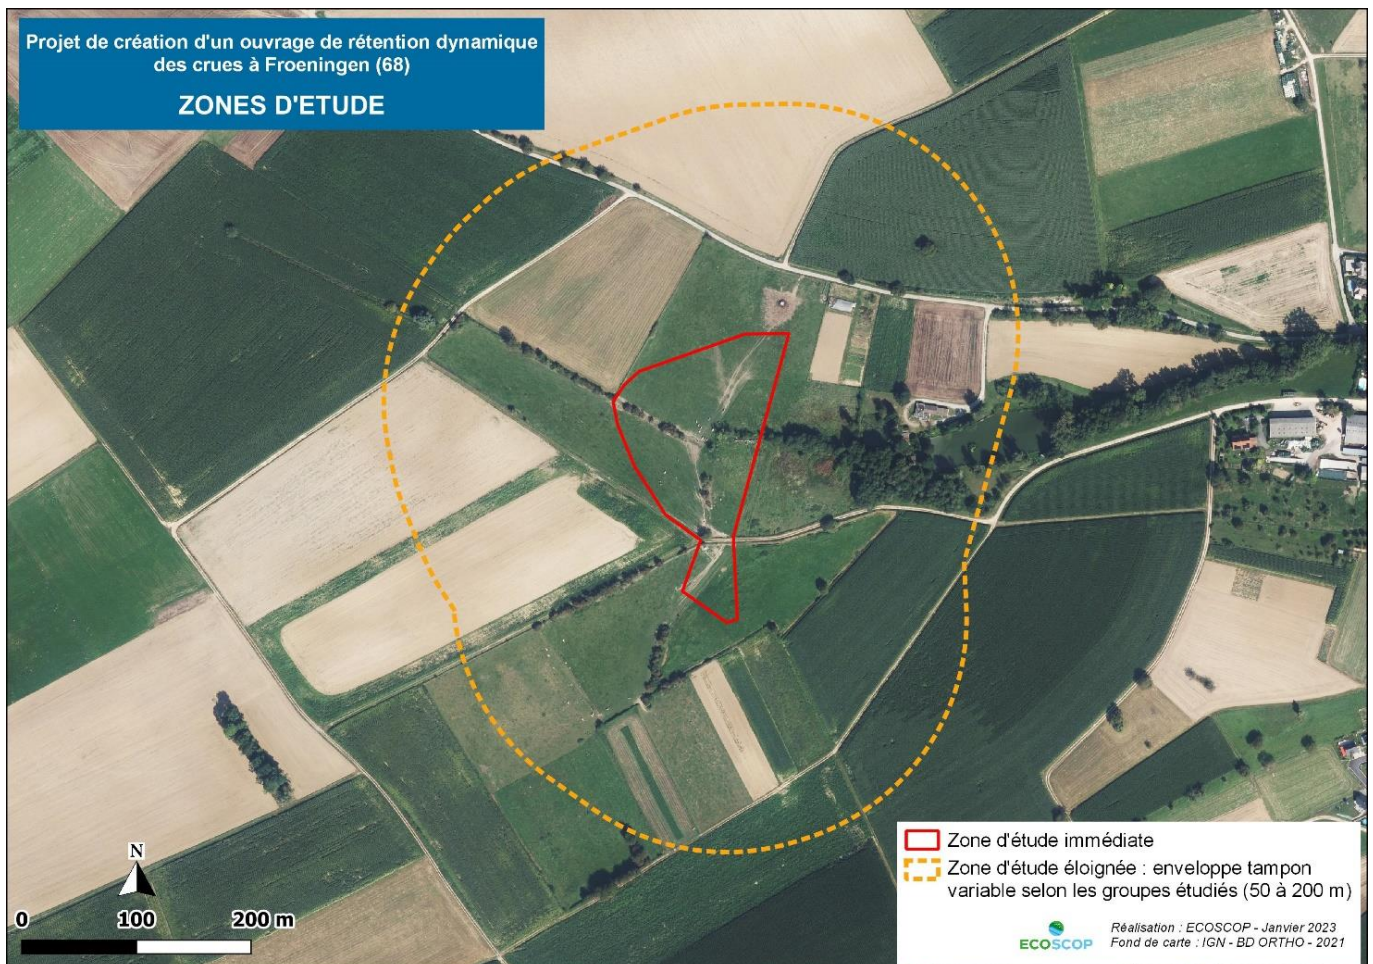 Projet de création d'un ouvrage de rétention dynamique
des crues à Froeningen (68)
ZONES D'ETUDE
N
0 100 200 m
Zone d'étude immédiate
Zone d'étude éloignée : enveloppe tampon
variable selon les groupes étudiés (50 à 200 m)
ECOSCOP
Réalisation : ECOSCOP - Janvier 2023
Fond de carte : IGN - BD ORTHO - 2021